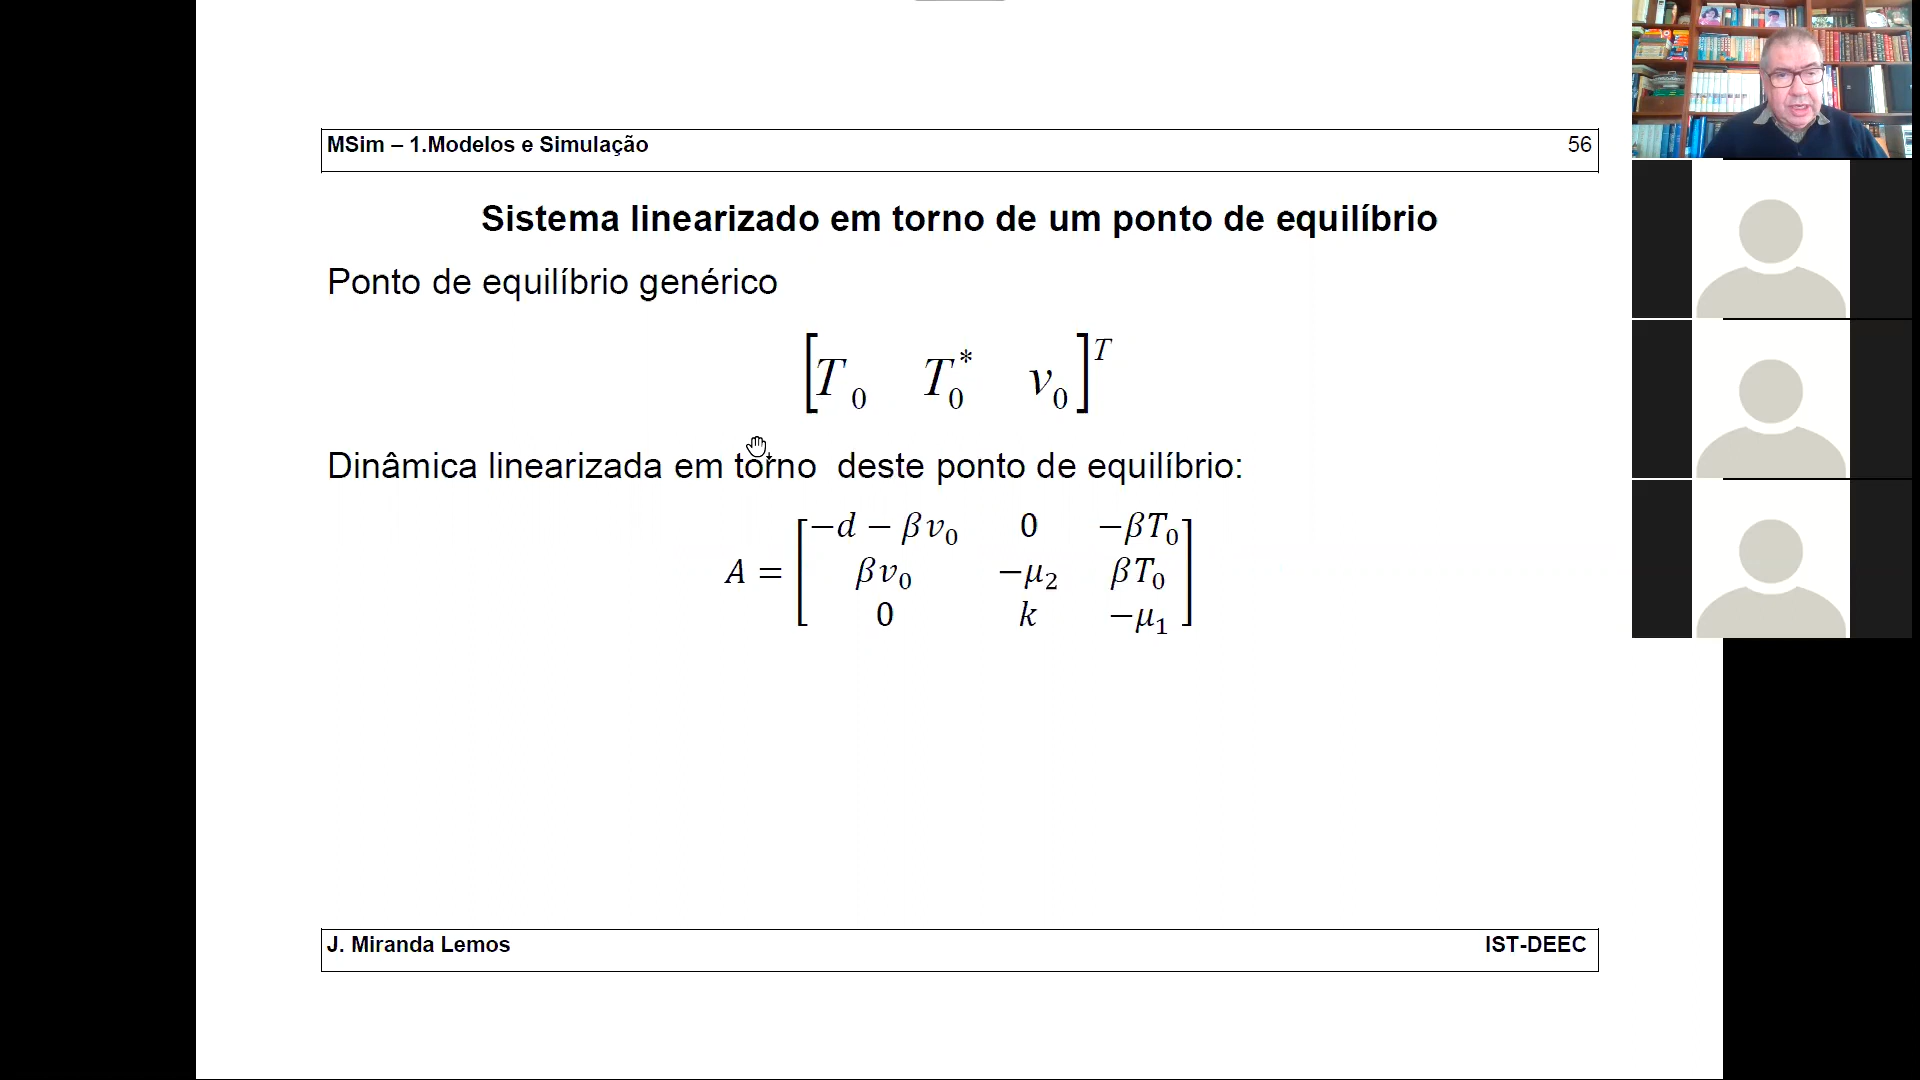 MSim – 1.Modelos e Simulação 56
Sistema linearizado em torno de um ponto de equilíbrio
Ponto de equilíbrio genérico
[T₀ T₀* v₀]ᵀ
Dinâmica linearizada em torno deste ponto de equilíbrio:
−d − βv₀ 0 −βT₀
A = βv₀ −μ₂ βT₀
0 k −μ₁
J. Miranda Lemos IST-DEEC